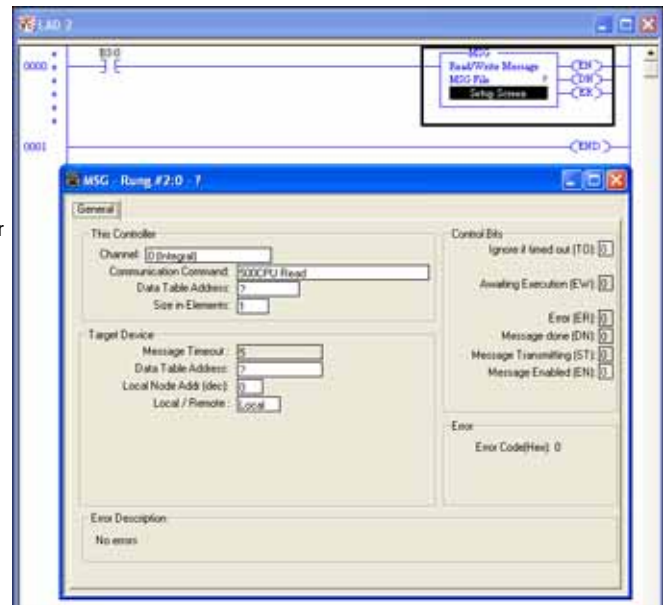 LAD 2
B3:0
0000
MSG
Read/Write Message
MSG File ?
Setup Screen
EN
DN
ER
0001
END
r
MSG - Rung #2:0 - ?
General
This Controller
Channel: 0 (Integral)
Communication Command: 500CPU Read
Data Table Address: ?
Size in Elements: 1
Target Device
Message Timeout : 5
Data Table Address: ?
Local Node Addr (dec): 0
Local / Remote : Local
Control Bits
Ignore if timed out (TO): 0
Awaiting Execution (EW): 0
Error (ER): 0
Message done (DN): 0
Message Transmitting (ST): 0
Message Enabled (EN): 0
Error
Error Code(Hex): 0
Error Description
No errors